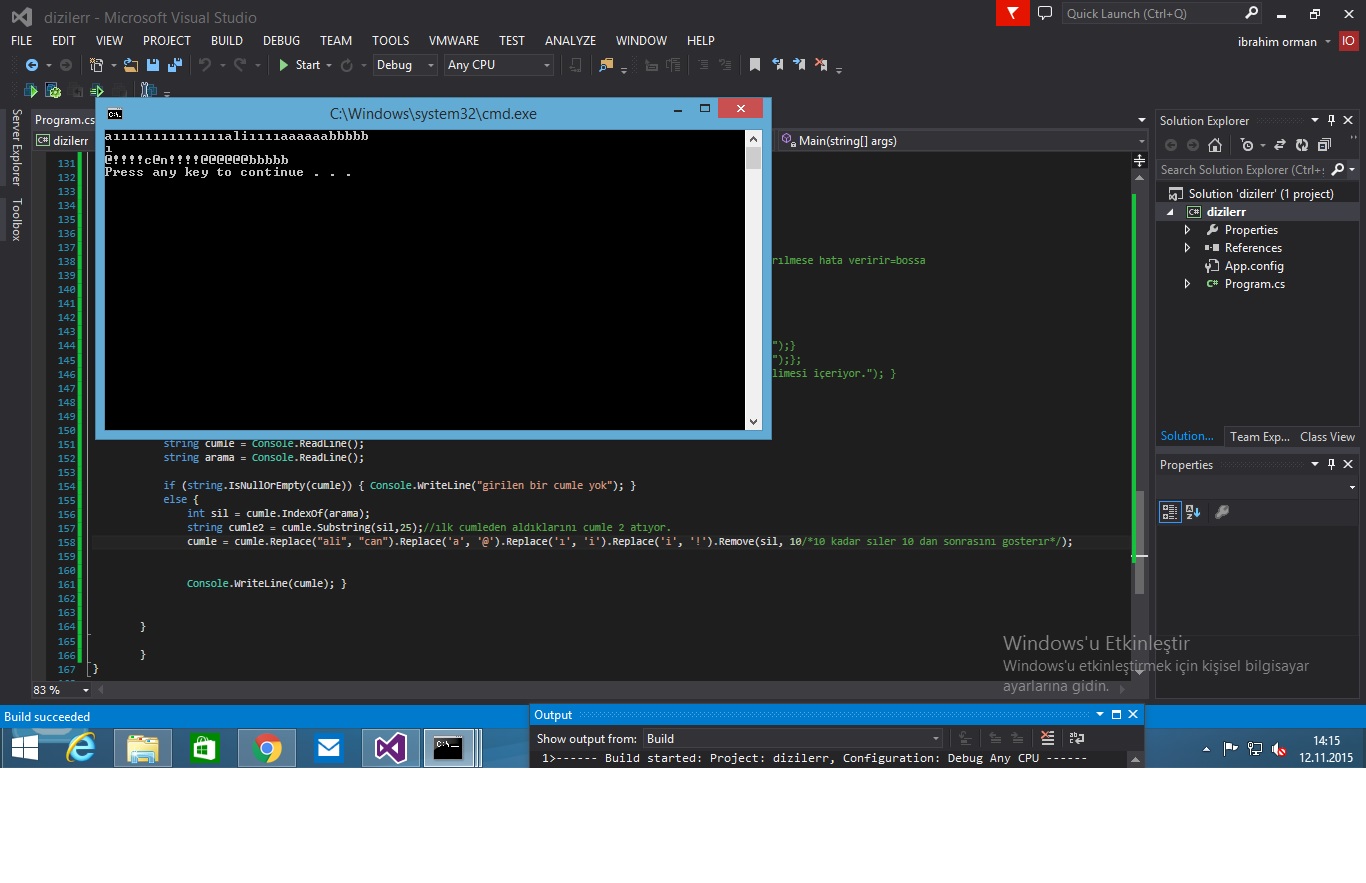 dizilerr - Microsoft Visual Studio
Quick Launch (Ctrl+Q)
FILE EDIT VIEW PROJECT BUILD DEBUG TEAM TOOLS VMWARE TEST ANALYZE WINDOW HELP
ibrahim orman IO
Start Debug Any CPU
Server Explorer
Toolbox
Program.cs
dizilerr
Main(string[] args)
C:\Windows\system32\cmd.exe
@!!!!c@n!!!!@@@@@@bbbbb
Press any key to continue . . .
131
132
133
134
135
136
137
138 rılmese hata veririr=bossa
139
140
141
142
143
144 ");}
145 ");};
146 limesi içeriyor."); }
147
148
149
150
151 string cumle = Console.ReadLine();
152 string arama = Console.ReadLine();
153
154 if (string.IsNullOrEmpty(cumle)) { Console.WriteLine("girilen bir cumle yok"); }
155 else {
156 int sil = cumle.IndexOf(arama);
157 string cumle2 = cumle.Substring(sil,25);//ılk cumleden aldıklarını cumle 2 atıyor.
158 cumle = cumle.Replace("ali", "can").Replace('a', '@').Replace('ı', 'i').Replace('i', '!').Remove(sil, 10/*10 kadar sıler 10 dan sonrasını gosterır*/);
159
160
161 Console.WriteLine(cumle); }
162
163
164 }
165
166 }
167 }
83 %
Solution Explorer
Search Solution Explorer (Ctrl+;
Solution 'dizilerr' (1 project)
dizilerr
Properties
References
App.config
Program.cs
Solution... Team Exp... Class View
Properties
Windows'u Etkinleştir
Windows'u etkinleştirmek için kişisel bilgisayar
ayarlarına gidin.
Build succeeded
Output
Show output from: Build
1>------ Build started: Project: dizilerr, Configuration: Debug Any CPU ------
14:15
12.11.2015